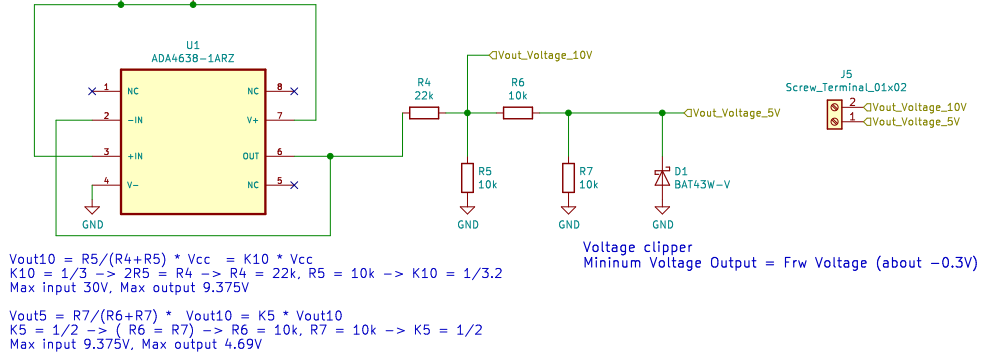 Vout_Voltage_10V
U1
ADA4638-1ARZ
R4
22k
R6
10k
J5
Screw_Terminal_01x02
1
NC
NC
8
2
-IN
V+
7
3
+IN
OUT
6
4
V-
NC
5
Vout_Voltage_5V
2
Vout_Voltage_10V
1
Vout_Voltage_5V
R5
10k
R7
10k
D1
BAT43W-V
GND
GND
GND
GND
Voltage clipper
Mininum Voltage Output = Frw Voltage (about -0.3V)
Vout10 = R5/(R4+R5) * Vcc = K10 * Vcc
K10 = 1/3 -> 2R5 = R4 -> R4 = 22k, R5 = 10k -> K10 = 1/3.2
Max input 30V, Max output 9.375V
Vout5 = R7/(R6+R7) * Vout10 = K5 * Vout10
K5 = 1/2 -> ( R6 = R7) -> R6 = 10k, R7 = 10k -> K5 = 1/2
Max input 9.375V, Max output 4.69V